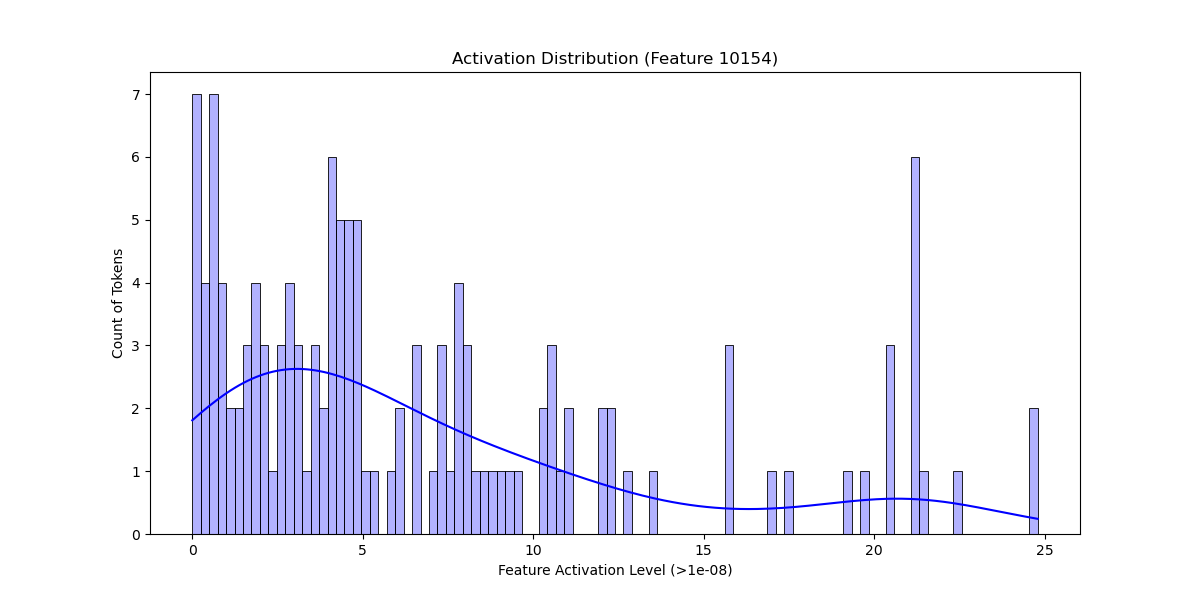 Activation Distribution (Feature 10154)
Count of Tokens
7
6
5
4
3
2
1
0
0 5 10 15 20 25
Feature Activation Level (>1e-08)